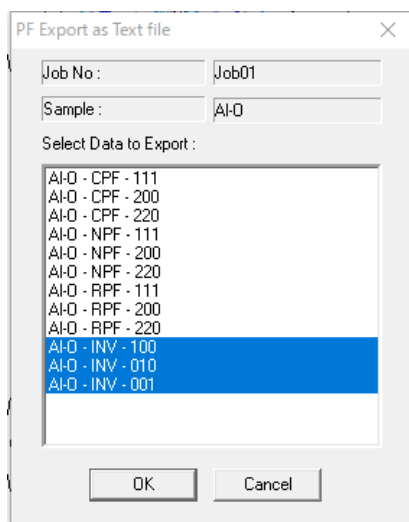 PF Export as Text file
Job No : Job01
Sample : Al-O
Select Data to Export :
Al-O - CPF - 111
Al-O - CPF - 200
Al-O - CPF - 220
Al-O - NPF - 111
Al-O - NPF - 200
Al-O - NPF - 220
Al-O - RPF - 111
Al-O - RPF - 200
Al-O - RPF - 220
Al-O - INV - 100
Al-O - INV - 010
Al-O - INV - 001
OK Cancel